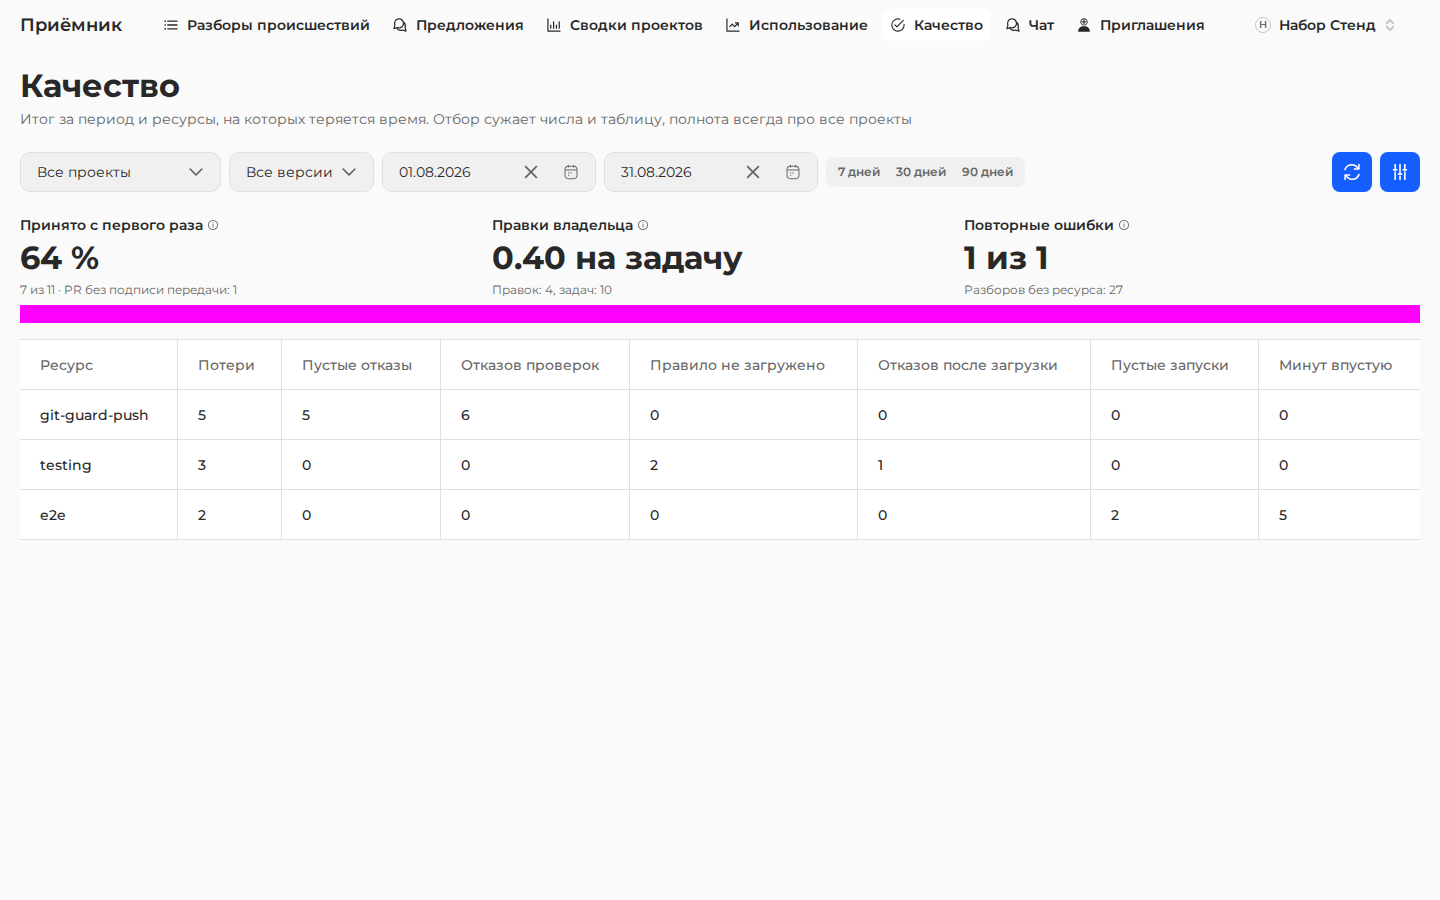 Приёмник Разборы происшествий Предложения Сводки проектов Использование Качество Чат Приглашения Н Набор Стенд
Качество
Итог за период и ресурсы, на которых теряется время. Отбор сужает числа и таблицу, полнота всегда про все проекты
Все проекты Все версии 01.08.2026 31.08.2026 7 дней 30 дней 90 дней
Принято с первого раза Правки владельца Повторные ошибки
64 % 0.40 на задачу 1 из 1
7 из 11 · PR без подписи передачи: 1 Правок: 4, задач: 10 Разборов без ресурса: 27
Ресурс Потери Пустые отказы Отказов проверок Правило не загружено Отказов после загрузки Пустые запуски Минут впустую
git-guard-push 5 5 6 0 0 0 0
testing 3 0 0 2 1 0 0
e2e 2 0 0 0 0 2 5